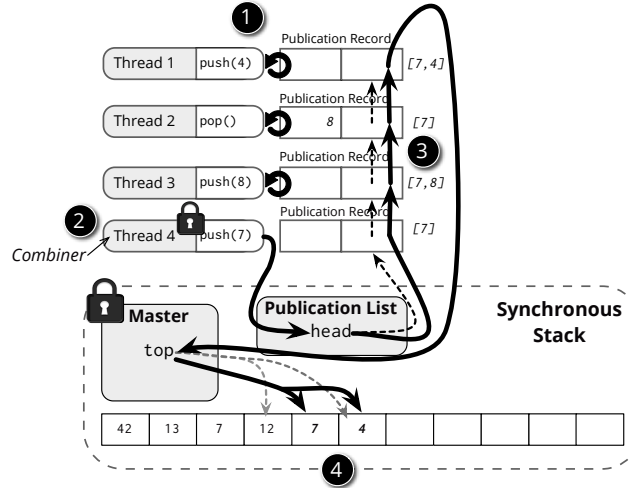 1
Publication Record
Thread 1 push(4) [7,4]
Publication Record
Thread 2 pop() 8 [7]
3
Publication Record
Thread 3 push(8) [7,8]
2
Publication Record
Thread 4 push(7) [7]
Combiner
Master
Publication List
Synchronous
Stack
head
top
42 13 7 12 7 4
4